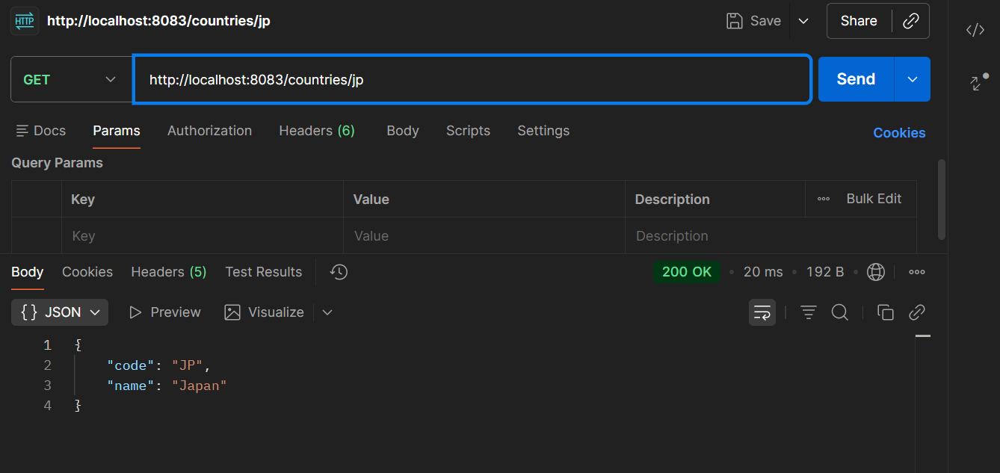 HTTP http://localhost:8083/countries/jp Save Share
GET http://localhost:8083/countries/jp Send
Docs Params Authorization Headers (6) Body Scripts Settings Cookies
Query Params
Key Value Description Bulk Edit
Key Value Description
Body Cookies Headers (5) Test Results 200 OK 20 ms 192 B
{} JSON Preview Visualize
1 {
2 "code": "JP",
3 "name": "Japan"
4 }